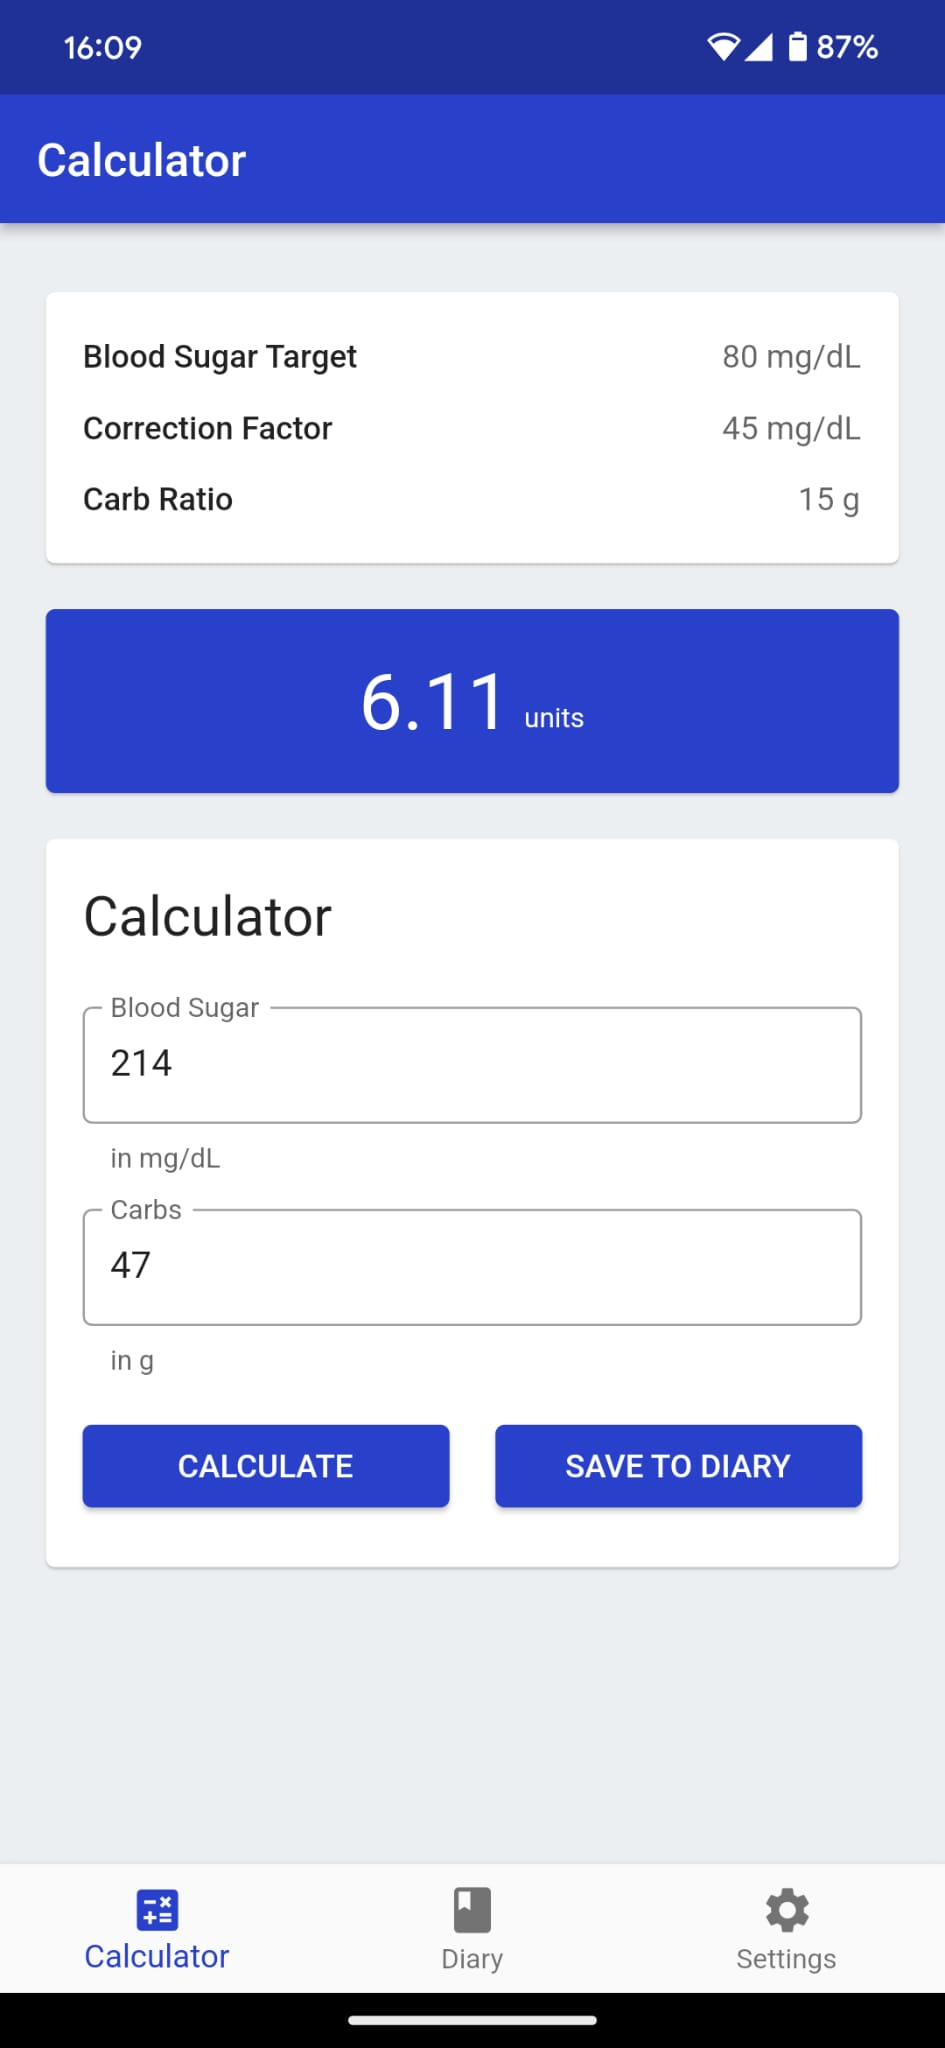 16:09 87%
Calculator
Blood Sugar Target 80 mg/dL
Correction Factor 45 mg/dL
Carb Ratio 15 g
6.11 units
Calculator
Blood Sugar
214
in mg/dL
Carbs
47
in g
CALCULATE SAVE TO DIARY
Calculator Diary Settings